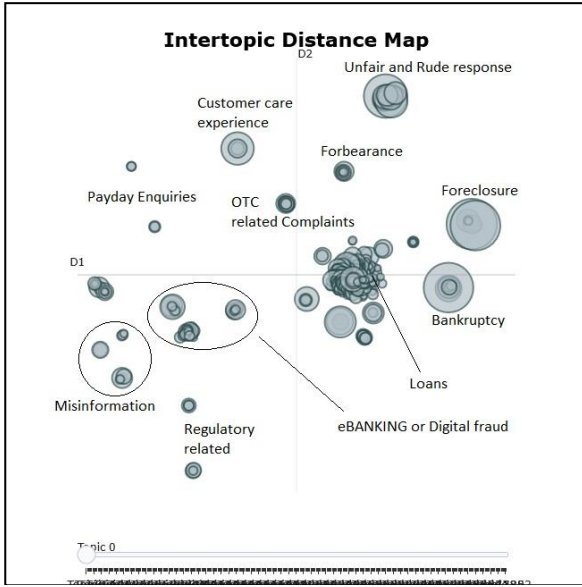 Intertopic Distance Map
D2
Unfair and Rude response
Customer care
experience
Forbearance
Foreclosure
Payday Enquiries
OTC
related Complaints
D1
Bankruptcy
Loans
Misinformation
eBANKING or Digital fraud
Regulatory
related
Topic 0